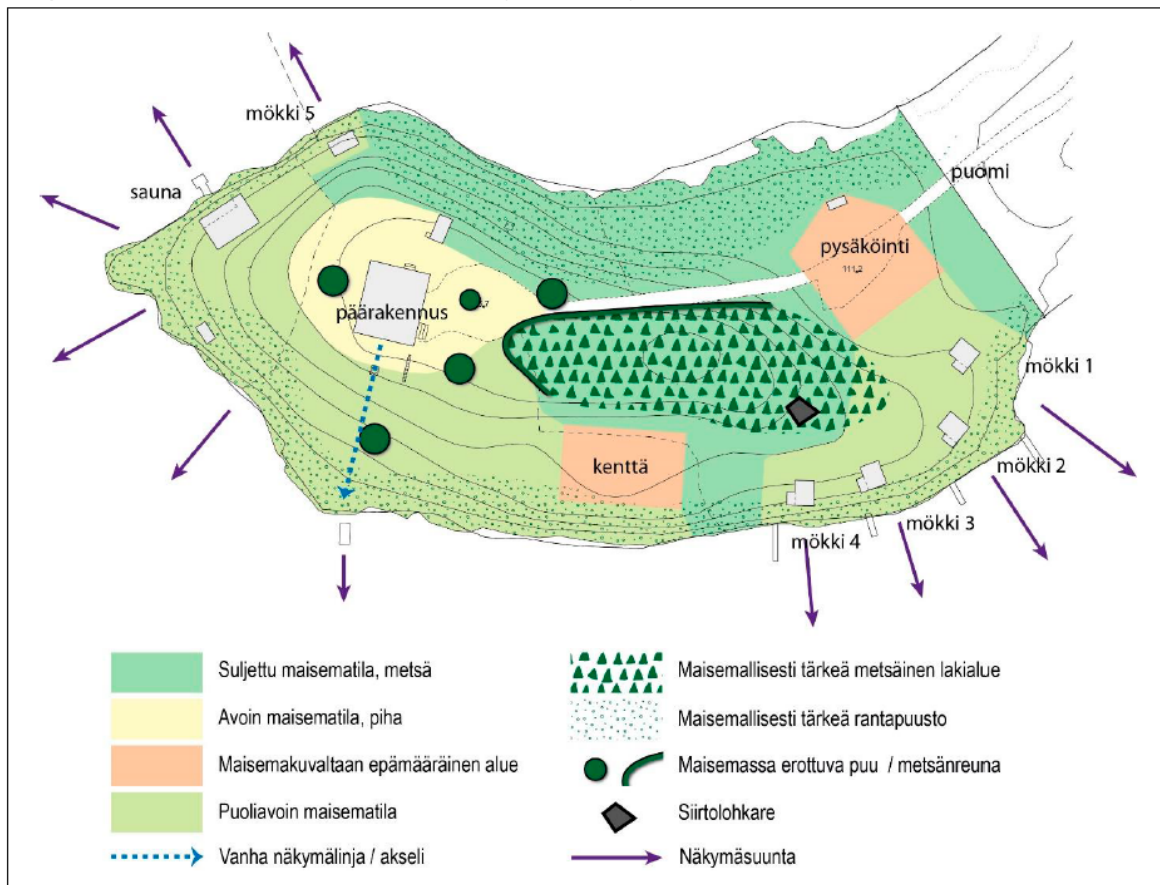 mökki 5
sauna
puomi
pysäköinti
111,2
päärakennus
mökki 1
kenttä
mökki 2
mökki 3
mökki 4
Suljettu maisematila, metsä
Avoin maisematila, piha
Maisemakuvaltaan epämääräinen alue
Puoliavoin maisematila
Vanha näkymälinja / akseli
Maisemallisesti tärkeä metsäinen lakialue
Maisemallisesti tärkeä rantapuusto
Maisemassa erottuva puu / metsänreuna
Siirtolohkare
Näkymäsuunta